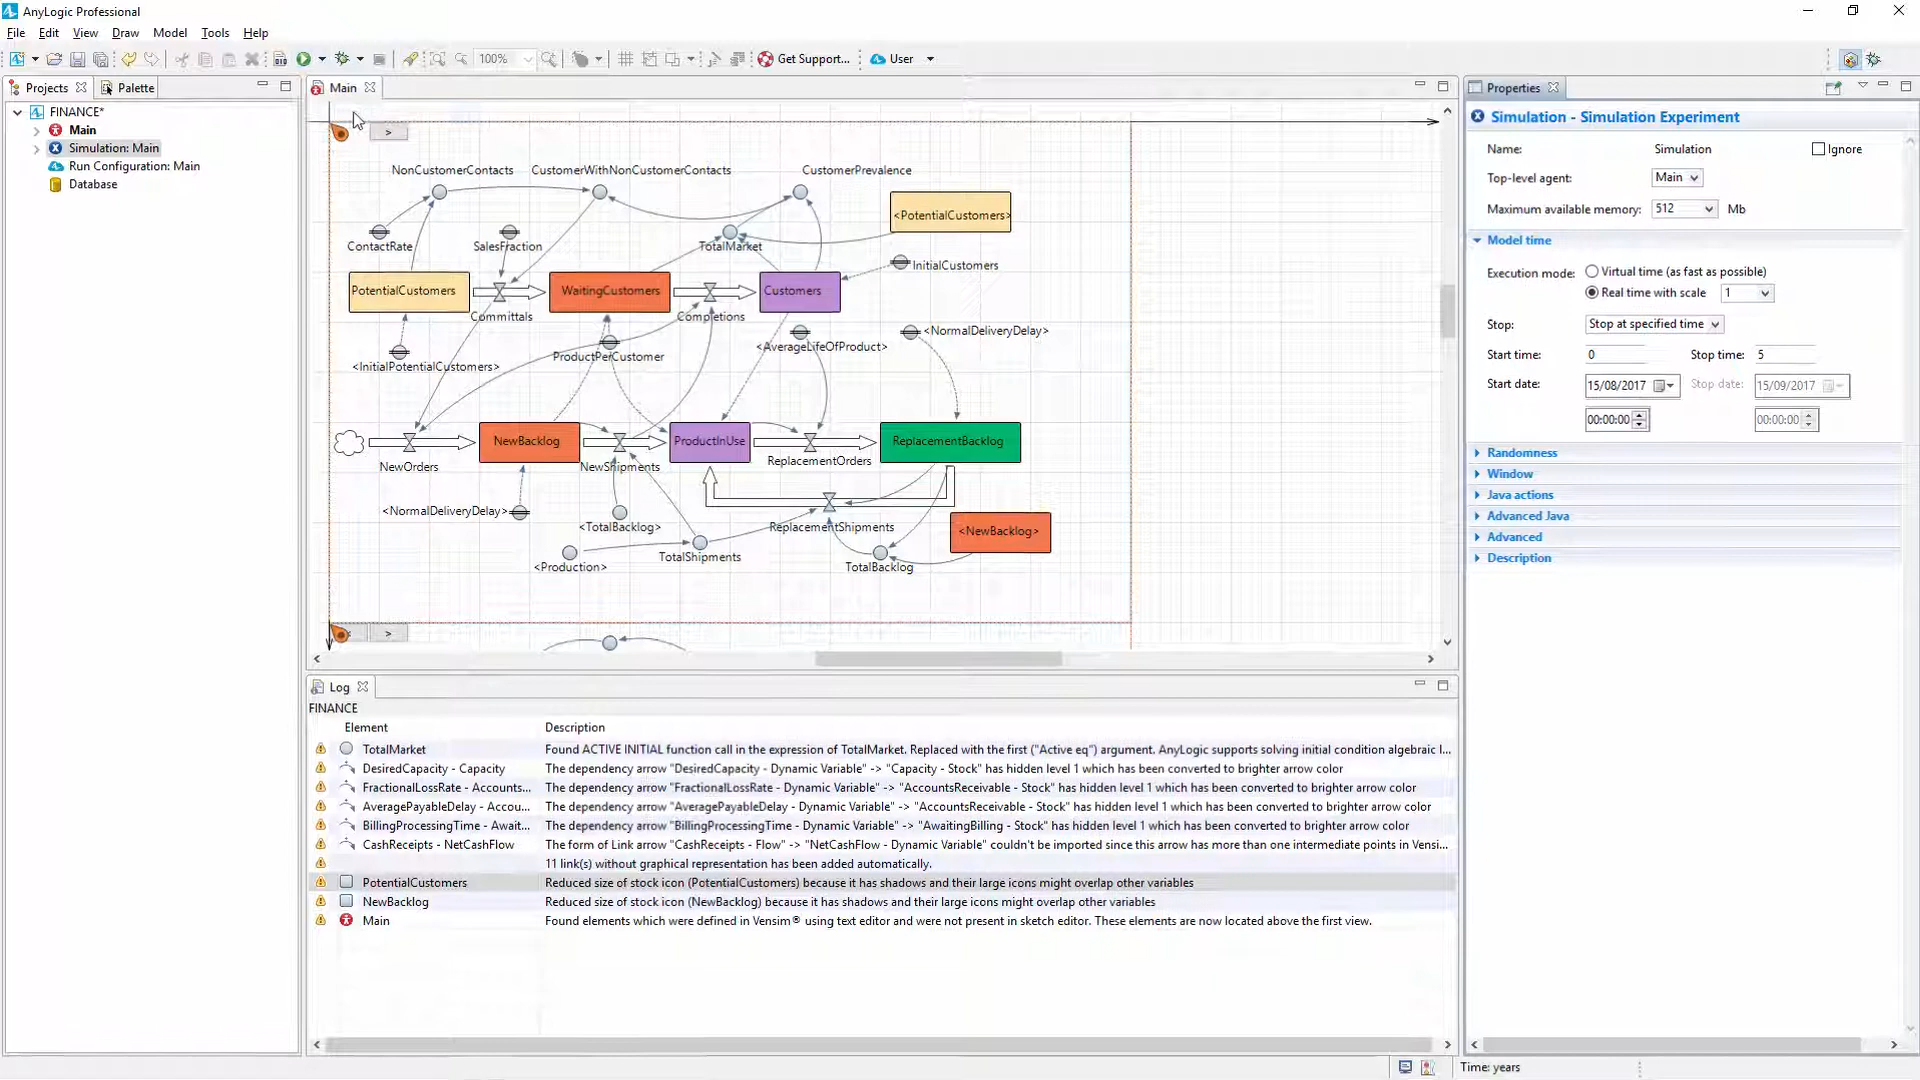 AnyLogic Professional
File Edit View Draw Model Tools Help
100% Get Support... User
Projects Palette
FINANCE*
Main
Simulation: Main
Run Configuration: Main
Database
Main
>
NonCustomerContacts CustomerWithNonCustomerContacts CustomerPrevalence
<PotentialCustomers>
ContactRate SalesFraction TotalMarket
InitialCustomers
PotentialCustomers WaitingCustomers Customers
Committals Completions
<NormalDeliveryDelay>
<AverageLifeOfProduct>
ProductPerCustomer
<InitialPotentialCustomers>
NewBacklog ProductInUse ReplacementBacklog
NewOrders NewShipments ReplacementOrders
<NormalDeliveryDelay>
<TotalBacklog> ReplacementShipments <NewBacklog>
<Production> TotalShipments TotalBacklog
>
Log
FINANCE
Element Description
TotalMarket Found ACTIVE INITIAL function call in the expression of TotalMarket. Replaced with the first ("Active eq") argument. AnyLogic supports solving initial condition algebraic l...
DesiredCapacity - Capacity The dependency arrow "DesiredCapacity - Dynamic Variable" -> "Capacity - Stock" has hidden level 1 which has been converted to brighter arrow color
FractionalLossRate - Accounts... The dependency arrow "FractionalLossRate - Dynamic Variable" -> "AccountsReceivable - Stock" has hidden level 1 which has been converted to brighter arrow color
AveragePayableDelay - Accou... The dependency arrow "AveragePayableDelay - Dynamic Variable" -> "AccountsReceivable - Stock" has hidden level 1 which has been converted to brighter arrow color
BillingProcessingTime - Await... The dependency arrow "BillingProcessingTime - Dynamic Variable" -> "AwaitingBilling - Stock" has hidden level 1 which has been converted to brighter arrow color
CashReceipts - NetCashFlow The form of Link arrow "CashReceipts - Flow" -> "NetCashFlow - Dynamic Variable" couldn't be imported since this arrow has more than one intermediate points in Vensi...
11 link(s) without graphical representation has been added automatically.
PotentialCustomers Reduced size of stock icon (PotentialCustomers) because it has shadows and their large icons might overlap other variables
NewBacklog Reduced size of stock icon (NewBacklog) because it has shadows and their large icons might overlap other variables
Main Found elements which were defined in Vensim® using text editor and were not present in sketch editor. These elements are now located above the first view.
Properties
Simulation - Simulation Experiment
Name: Simulation Ignore
Top-level agent: Main
Maximum available memory: 512 Mb
Model time
Execution mode: Virtual time (as fast as possible)
Real time with scale 1
Stop: Stop at specified time
Start time: 0 Stop time: 5
Start date: 15/08/2017 Stop date: 15/09/2017
00:00:00 00:00:00
Randomness
Window
Java actions
Advanced Java
Advanced
Description
Time: years